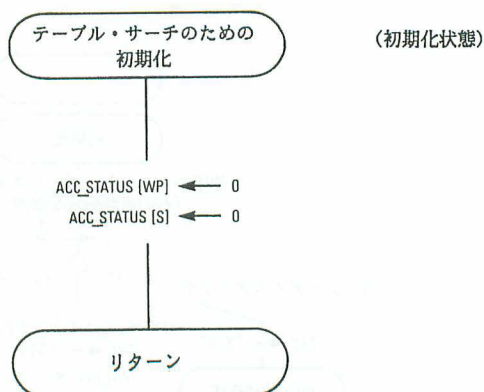 テーブル・サーチのための
初期化
(初期化状態)
ACC_STATUS [WP] ← 0
ACC_STATUS [S] ← 0
リターン